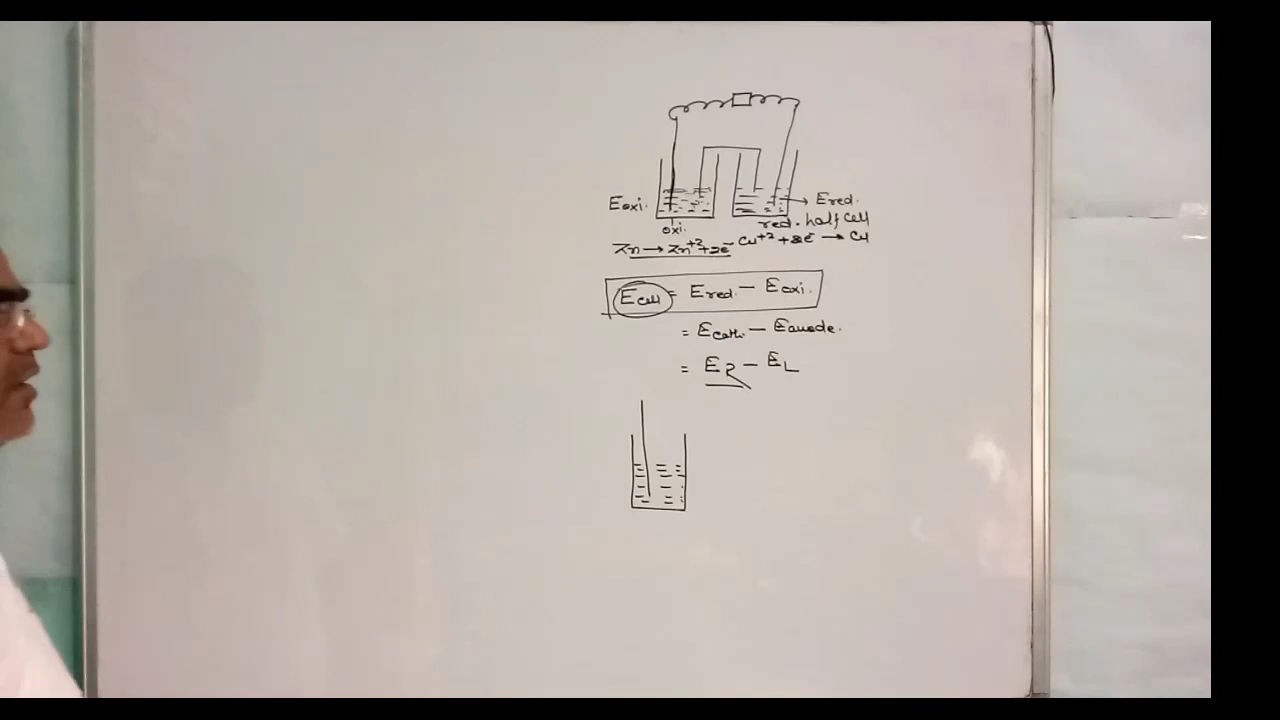 Eoxi. → Ered.
oxi. red. half cell
Zn → Zn⁺² + 2e⁻ Cu⁺² + 2e⁻ → Cu
Ecell = Ered. − Eoxi.
= Ecath. − Eanode.
= ER − EL